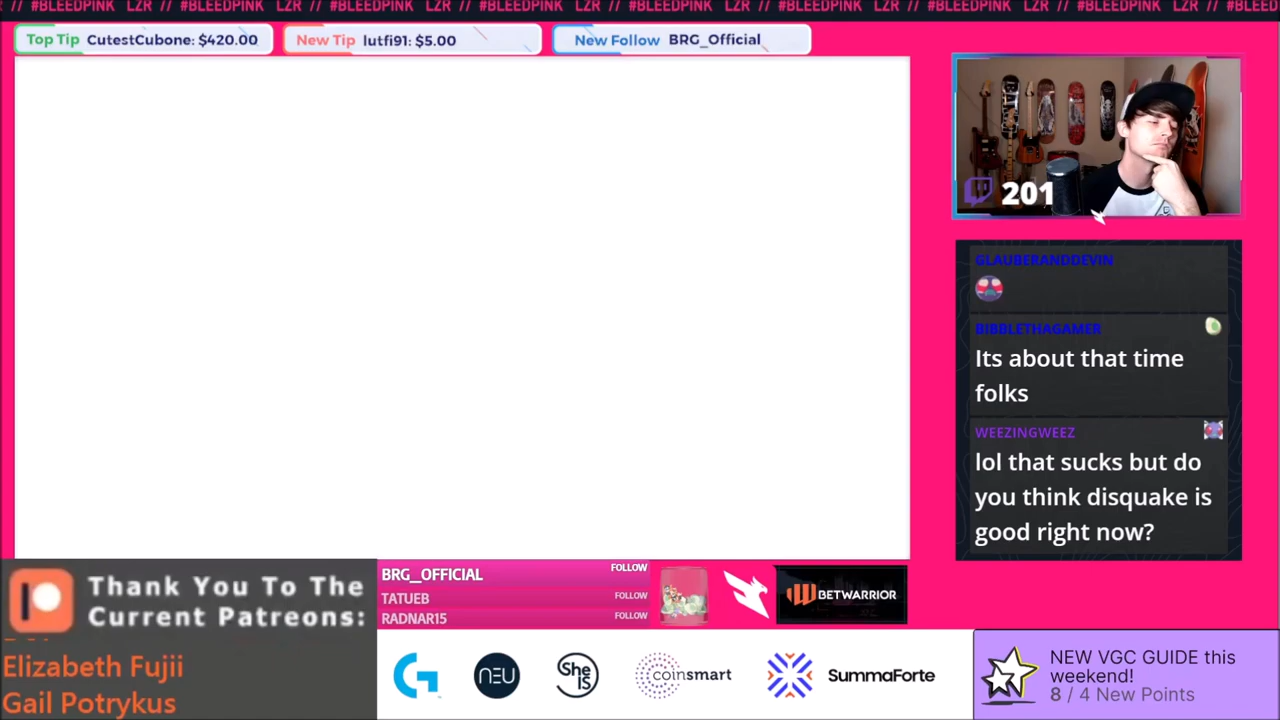 // #BLEEDPINK LZR // #BLEEDPINK LZR // #BLEEDPINK LZR // #BLEEDPINK LZR // #BLEEDPINK LZR // #BLEEDPINK LZR // #BLEEDPINK LZR // #BLEEDPINK LZR // #BLEED
Top Tip CutestCubone: $420.00
New Tip lutfi91: $5.00
New Follow BRG_Official
201
GLAUBERANDDEVIN
BIBBLETHAGAMER
Its about that time
folks
WEEZINGWEEZ
lol that sucks but do
you think disquake is
good right now?
Thank You To The
Current Patreons:
Elizabeth Fujii
Gail Potrykus
BRG_OFFICIAL FOLLOW
TATUEB FOLLOW
RADNAR15 FOLLOW
BETWARRIOR
G
NEU
She
IS
coinsmart
SummaForte
NEW VGC GUIDE this
weekend!
8 / 4 New Points